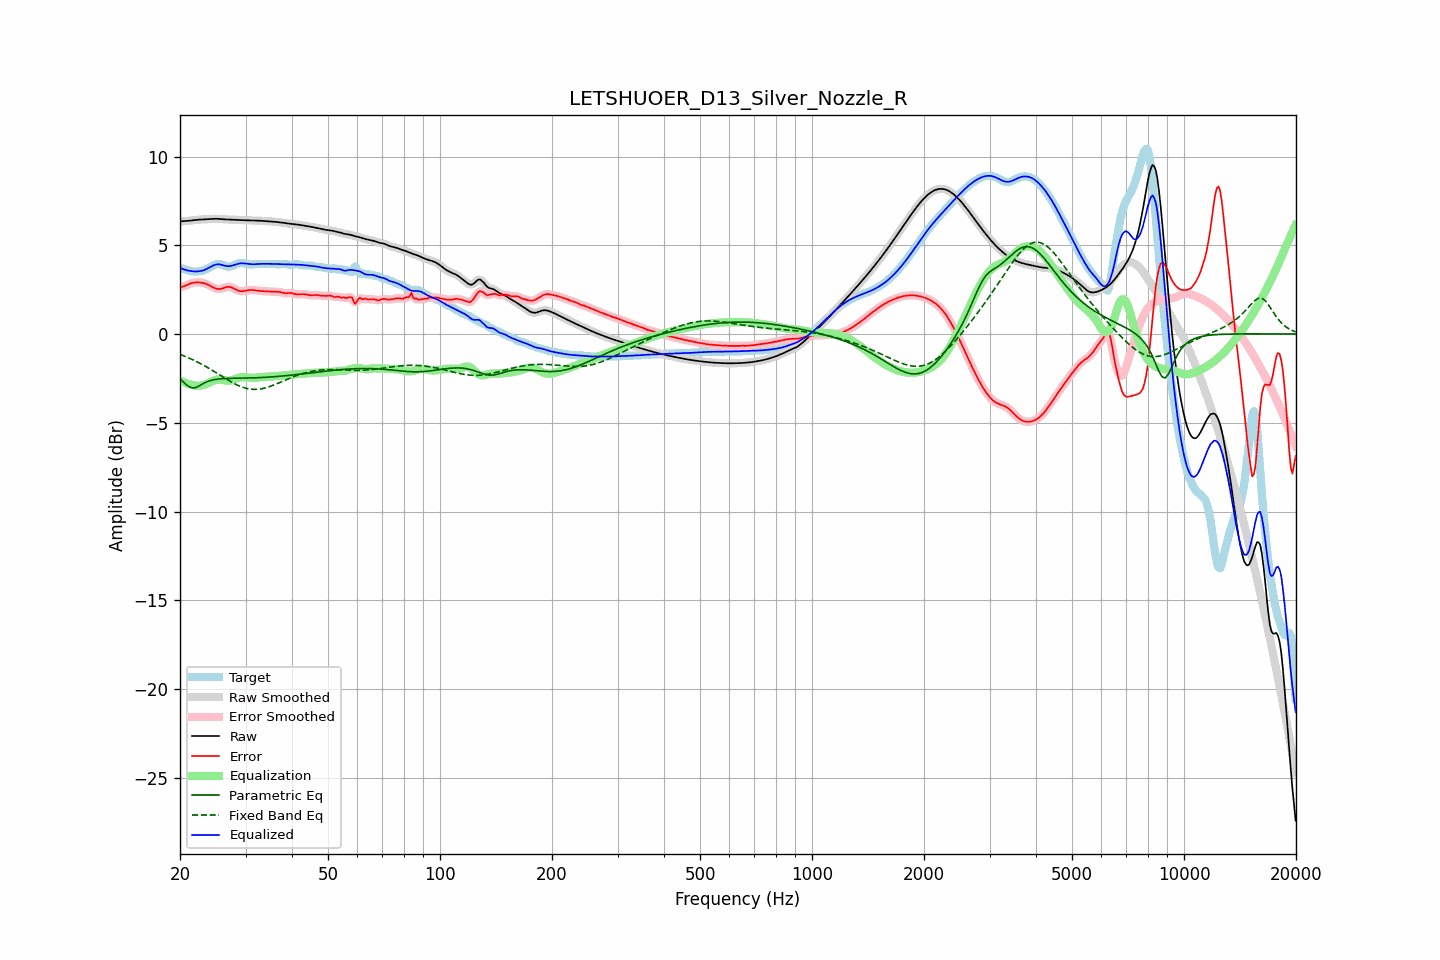 LETSHUOER_D13_Silver_Nozzle_R
Amplitude (dBr)
10
5
0
−5
−10
−15
−20
−25
Target
Raw Smoothed
Error Smoothed
Raw
Error
Equalization
Parametric Eq
Fixed Band Eq
Equalized
20 50 100 200 500 1000 2000 5000 10000 20000
Frequency (Hz)